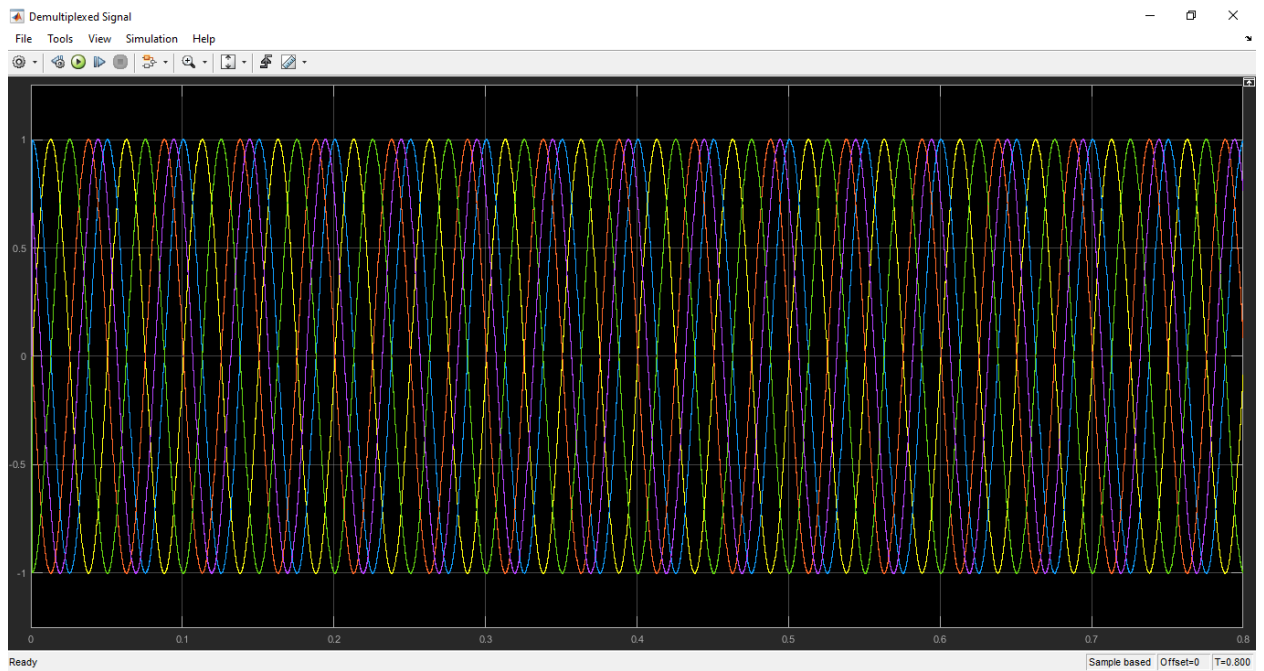 Demultiplexed Signal
File Tools View Simulation Help
1
0.5
0
-0.5
-1
0 0.1 0.2 0.3 0.4 0.5 0.6 0.7 0.8
Ready Sample based Offset=0 T=0.800